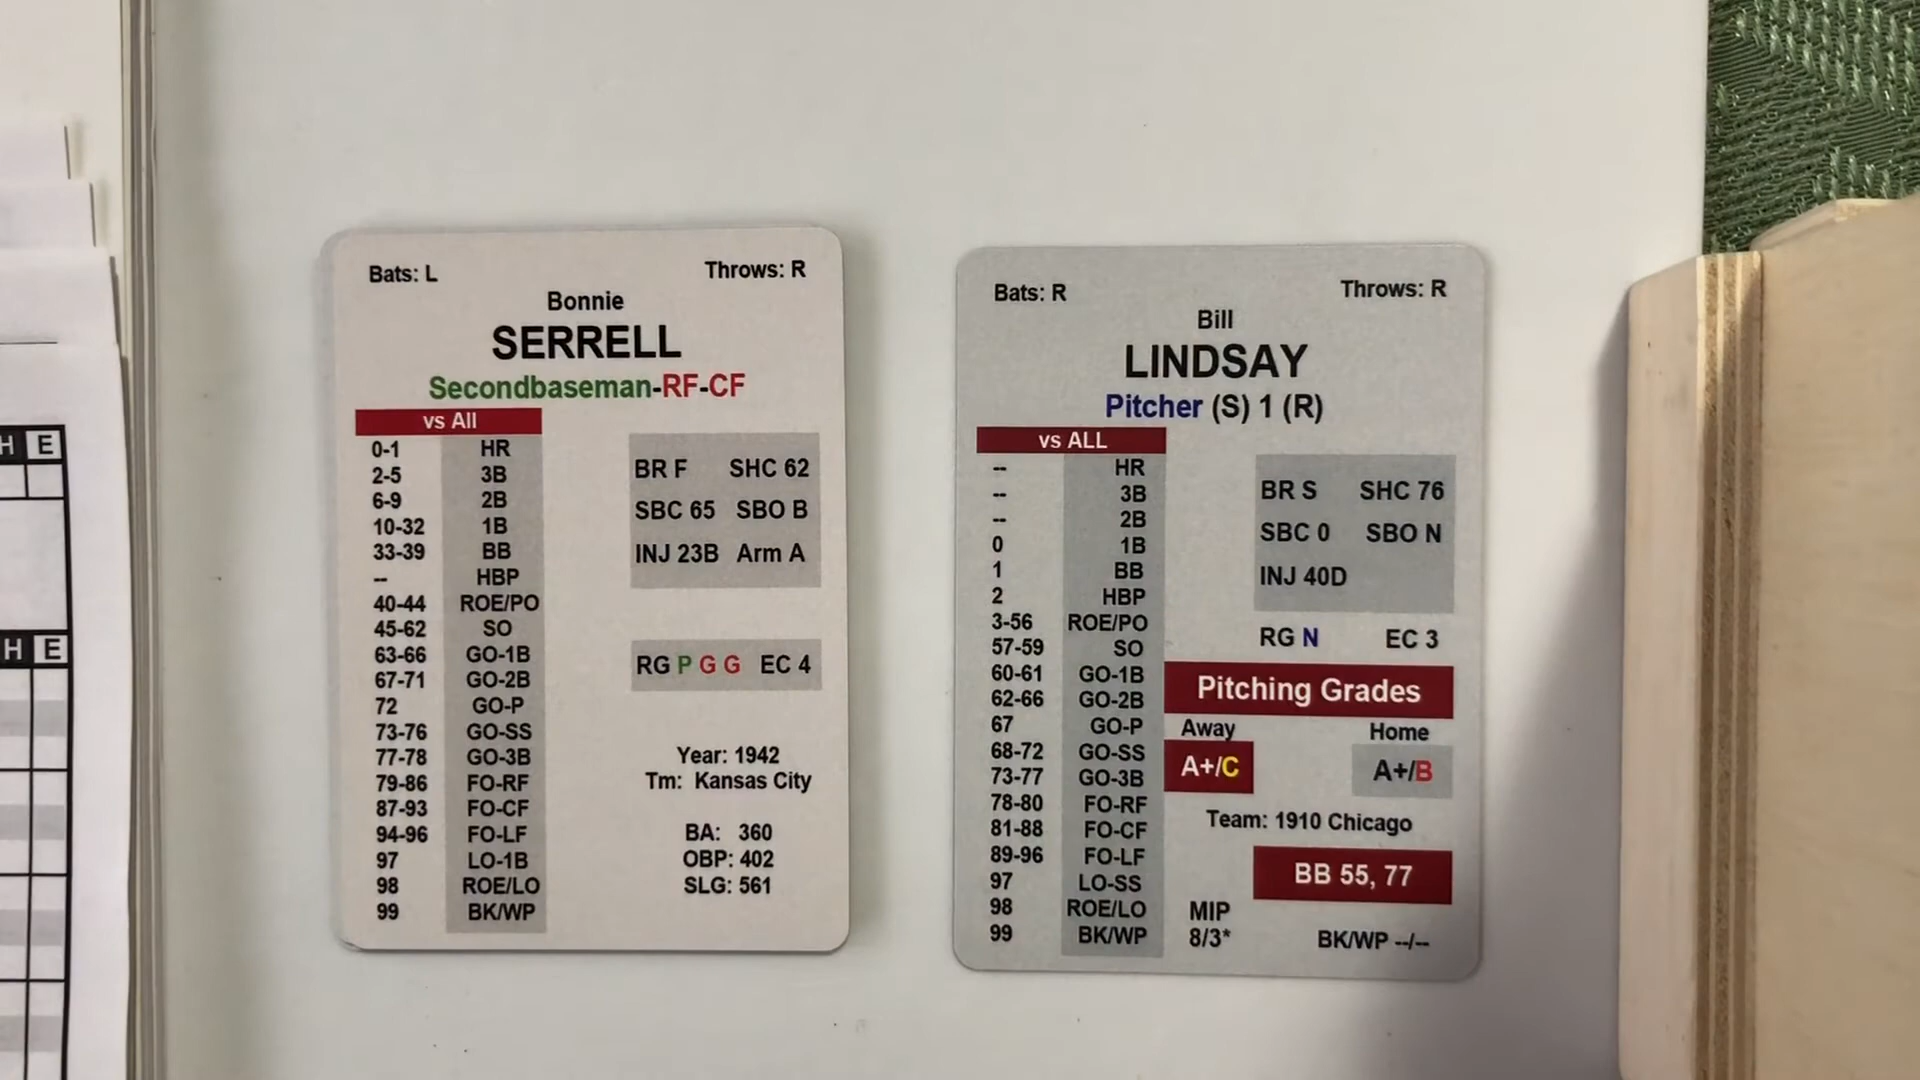 H E
H E
Bats: L Throws: R
Bonnie
SERRELL
Secondbaseman-RF-CF
vs All
0-1 HR
2-5 3B
6-9 2B
10-32 1B
33-39 BB
-- HBP
40-44 ROE/PO
45-62 SO
63-66 GO-1B
67-71 GO-2B
72 GO-P
73-76 GO-SS
77-78 GO-3B
79-86 FO-RF
87-93 FO-CF
94-96 FO-LF
97 LO-1B
98 ROE/LO
99 BK/WP
BR F SHC 62
SBC 65 SBO B
INJ 23B Arm A
RG P G G EC 4
Year: 1942
Tm: Kansas City
BA: 360
OBP: 402
SLG: 561
Bats: R Throws: R
Bill
LINDSAY
Pitcher (S) 1 (R)
vs ALL
-- HR
-- 3B
-- 2B
0 1B
1 BB
2 HBP
3-56 ROE/PO
57-59 SO
60-61 GO-1B
62-66 GO-2B
67 GO-P
68-72 GO-SS
73-77 GO-3B
78-80 FO-RF
81-88 FO-CF
89-96 FO-LF
97 LO-SS
98 ROE/LO
99 BK/WP
BR S SHC 76
SBC 0 SBO N
INJ 40D
RG N EC 3
Pitching Grades
Away Home
A+/C A+/B
Team: 1910 Chicago
BB 55, 77
MIP
8/3*
BK/WP --/--